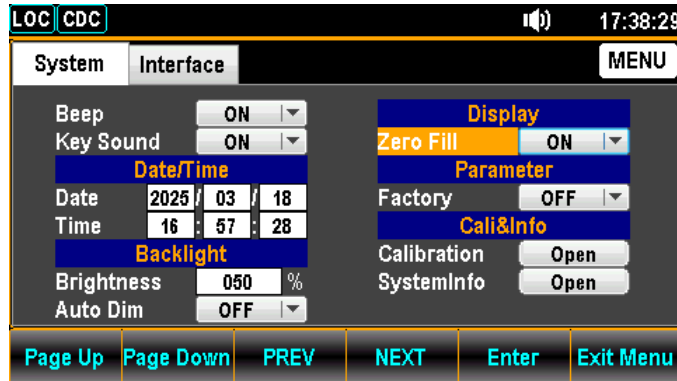 LOC CDC 17:38:29
System Interface MENU
Beep ON
Key Sound ON
Date/Time
Date 2025 / 03 / 18
Time 16 : 57 : 28
Backlight
Brightness 050 %
Auto Dim OFF
Display
Zero Fill ON
Parameter
Factory OFF
Cali&Info
Calibration Open
SystemInfo Open
Page Up Page Down PREV NEXT Enter Exit Menu